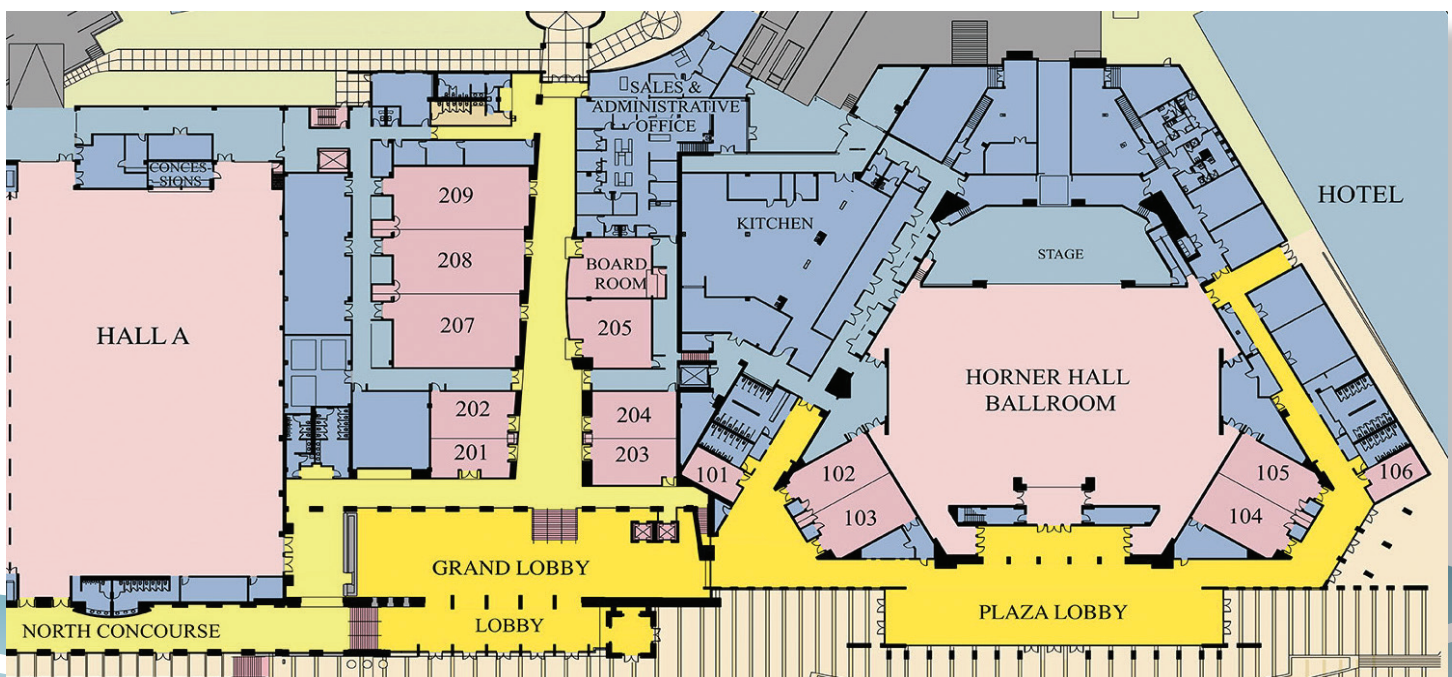 SALES &
ADMINISTRATIVE
OFFICE
CONCES-
SIONS
209
KITCHEN
HOTEL
208
BOARD
ROOM
STAGE
HALL A
207
205
HORNER HALL
BALLROOM
202
204
201
203
101
102
105
106
103
104
GRAND LOBBY
NORTH CONCOURSE
LOBBY
PLAZA LOBBY